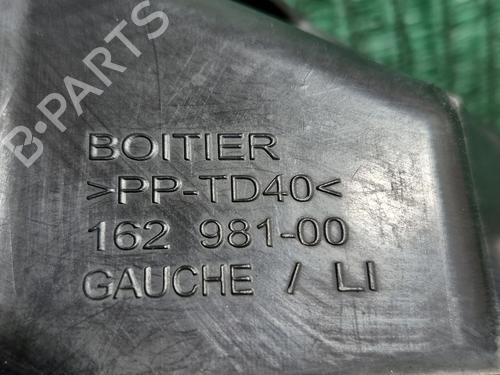 B-PARTS
BOITIER
>PP-TD40<
162 981-00
GAUCHE / LI